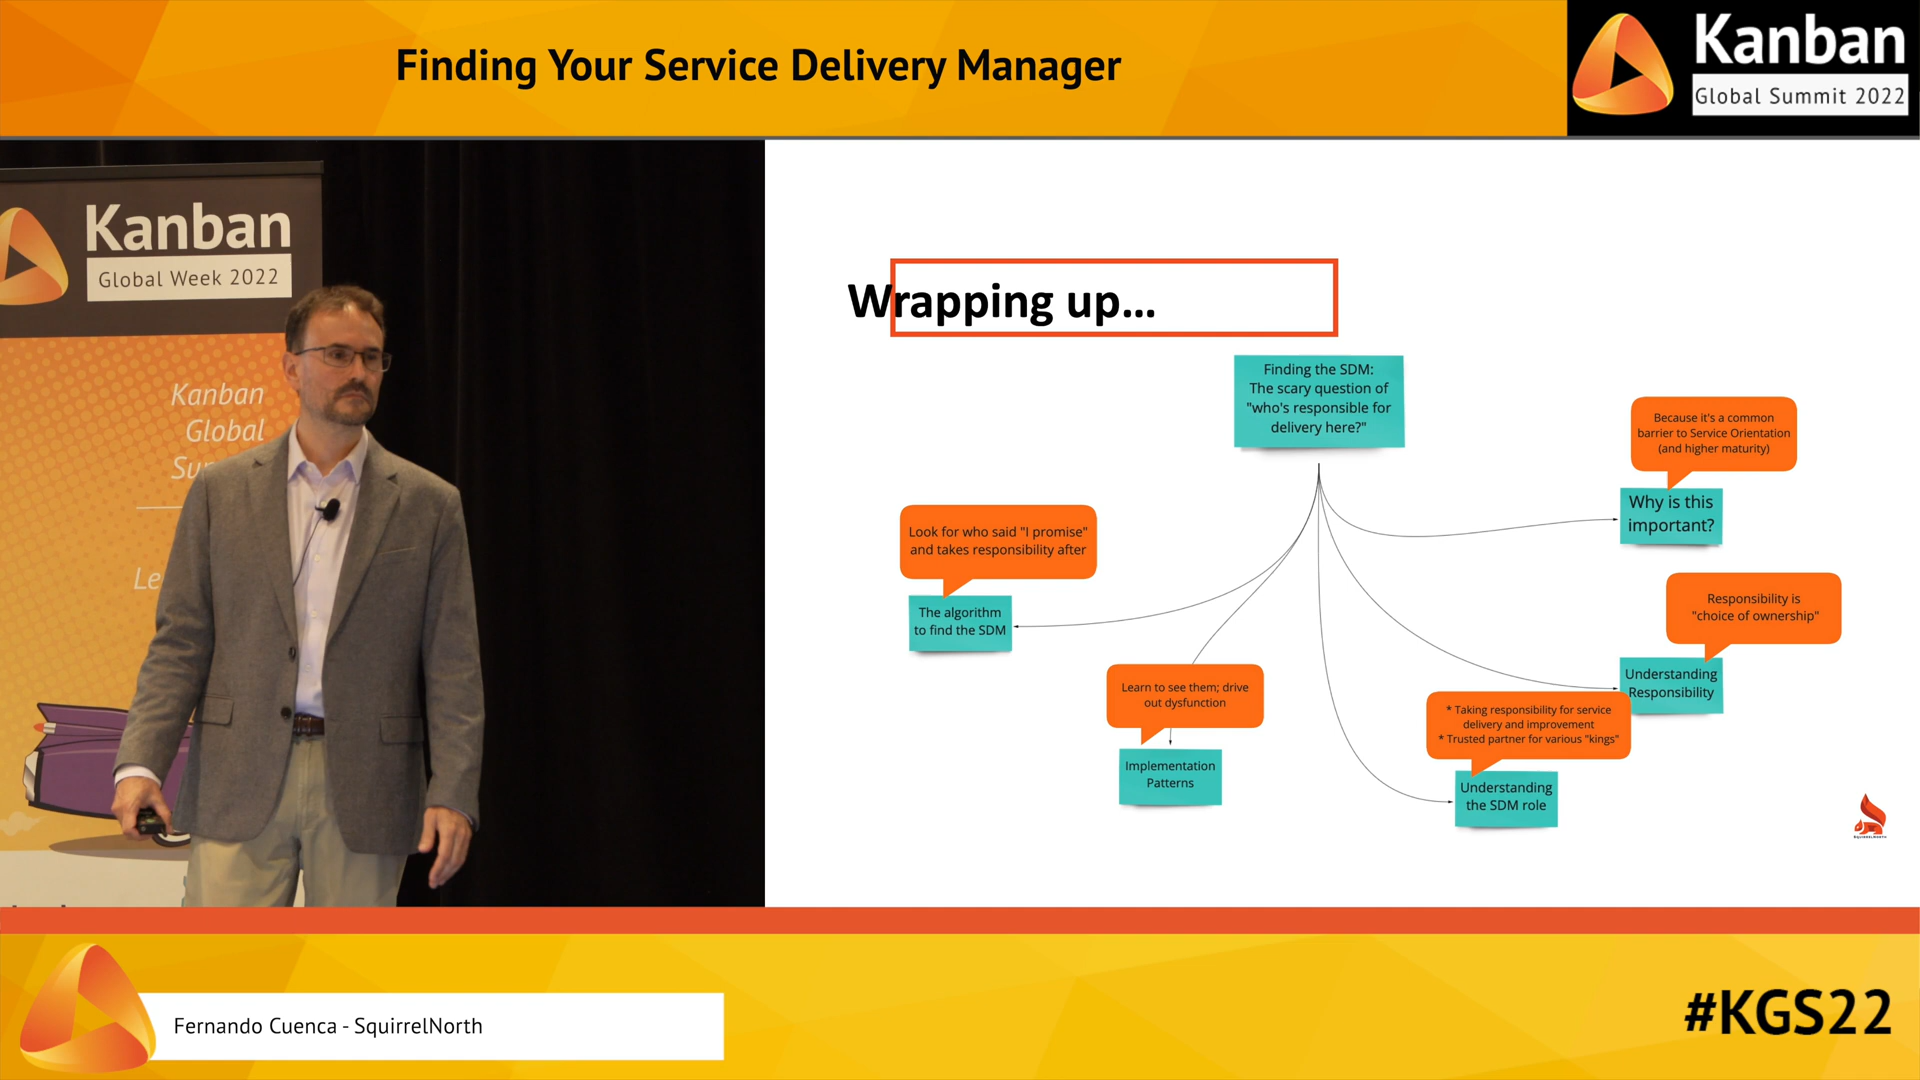 Finding Your Service Delivery Manager
Kanban
Global Summit 2022
Kanban
Global Week 2022
Kanban
Global
Wrapping up...
Finding the SDM:
The scary question of
"who's responsible for
delivery here?"
Because it's a common
barrier to Service Orientation
(and higher maturity)
Why is this
important?
Look for who said "I promise"
and takes responsibility after
The algorithm
to find the SDM
Responsibility is
"choice of ownership"
Understanding
Responsibility
Learn to see them; drive
out dysfunction
Implementation
Patterns
* Taking responsibility for service
delivery and improvement
* Trusted partner for various "kings"
Understanding
the SDM role
SQUIRRELNORTH
Fernando Cuenca - SquirrelNorth
#KGS22